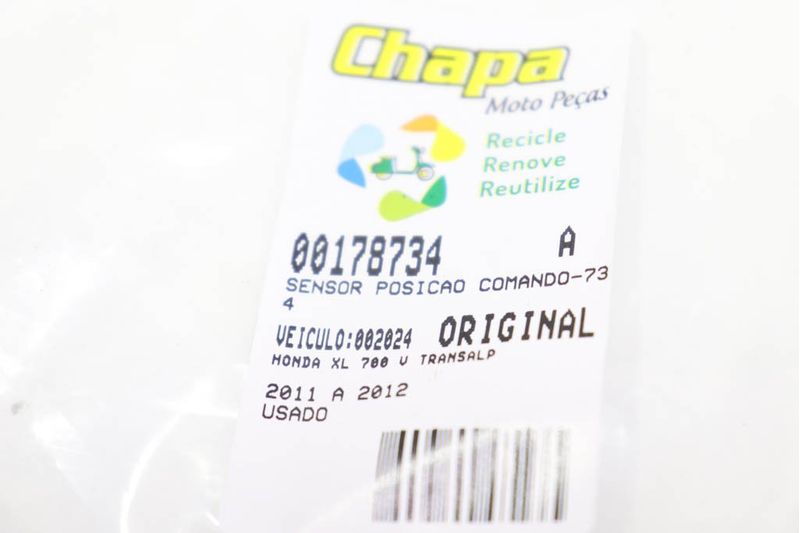 Chapa
Moto Peças
Recicle
Renove
Reutilize
00178734 A
SENSOR POSICAO COMANDO-73
4
VEICULO:002024 ORIGINAL
HONDA XL 700 V TRANSALP
2011 A 2012
USADO